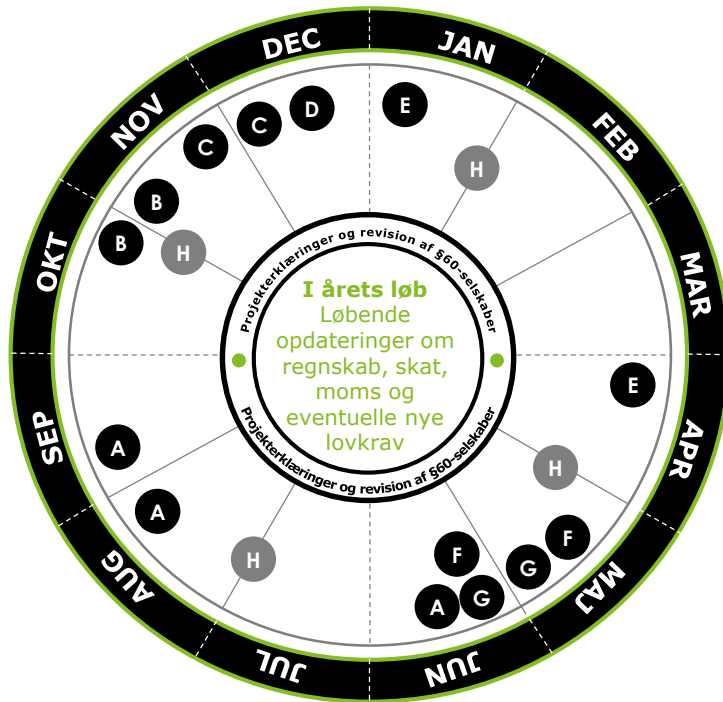 DEC
JAN
FEB
MAR
APR
MAJ
JUN
JUL
AUG
SEP
OKT
NOV
C
D
E
C
H
B
B
H
Projekterklæringer og revision af §60-selskaber
I årets løb
Løbende
opdateringer om
regnskab, skat,
moms og
eventuelle nye
lovkrav
Projekterklæringer og revision af §60-selskaber
E
A
H
A
F
F
H
G
G
A